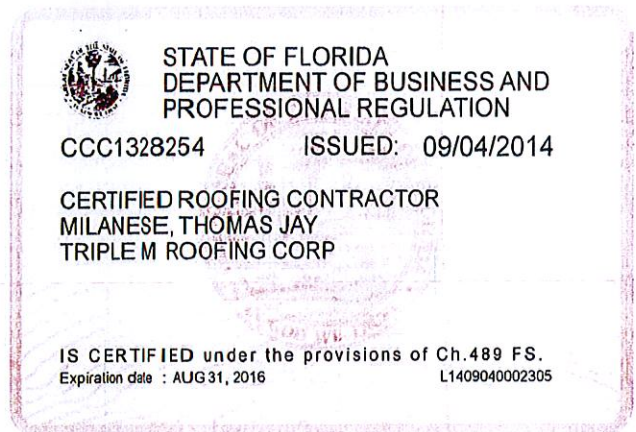 STATE OF FLORIDA
DEPARTMENT OF BUSINESS AND
PROFESSIONAL REGULATION
CCC1328254 ISSUED: 09/04/2014
CERTIFIED ROOFING CONTRACTOR
MILANESE, THOMAS JAY
TRIPLE M ROOFING CORP
IS CERTIFIED under the provisions of Ch.489 FS.
Expiration date : AUG 31, 2016 L1409040002305